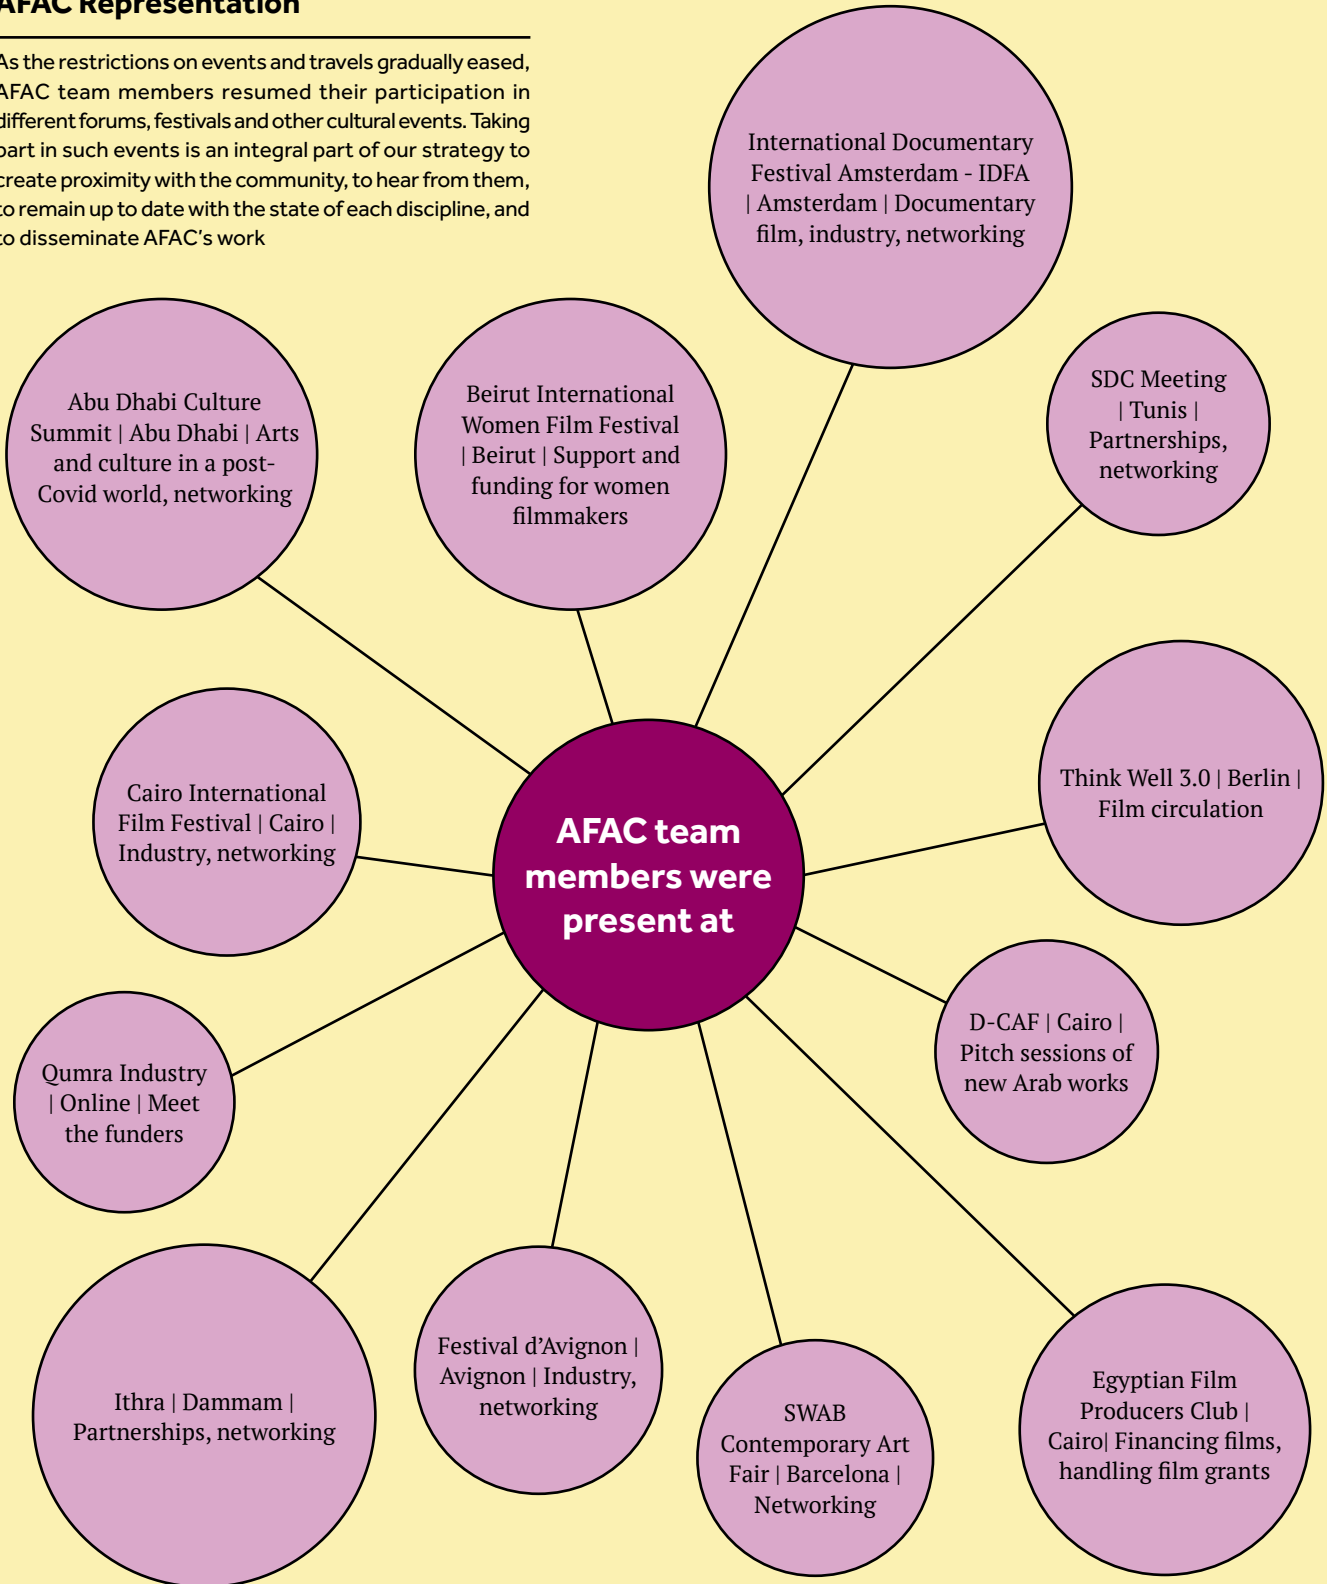 AFAC Representation
As the restrictions on events and travels gradually eased,
AFAC team members resumed their participation in
different forums, festivals and other cultural events. Taking
part in such events is an integral part of our strategy to
create proximity with the community, to hear from them,
to remain up to date with the state of each discipline, and
to disseminate AFAC's work
International Documentary
Festival Amsterdam - IDFA
| Amsterdam | Documentary
film, industry, networking
Abu Dhabi Culture
Summit | Abu Dhabi | Arts
and culture in a post-
Covid world, networking
Beirut International
Women Film Festival
| Beirut | Support and
funding for women
filmmakers
SDC Meeting
| Tunis |
Partnerships,
networking
Cairo International
Film Festival | Cairo |
Industry, networking
AFAC team
members were
present at
Think Well 3.0 | Berlin |
Film circulation
Qumra Industry
| Online | Meet
the funders
D-CAF | Cairo |
Pitch sessions of
new Arab works
Ithra | Dammam |
Partnerships, networking
Festival d’Avignon |
Avignon | Industry,
networking
SWAB
Contemporary Art
Fair | Barcelona |
Networking
Egyptian Film
Producers Club |
Cairo| Financing films,
handling film grants